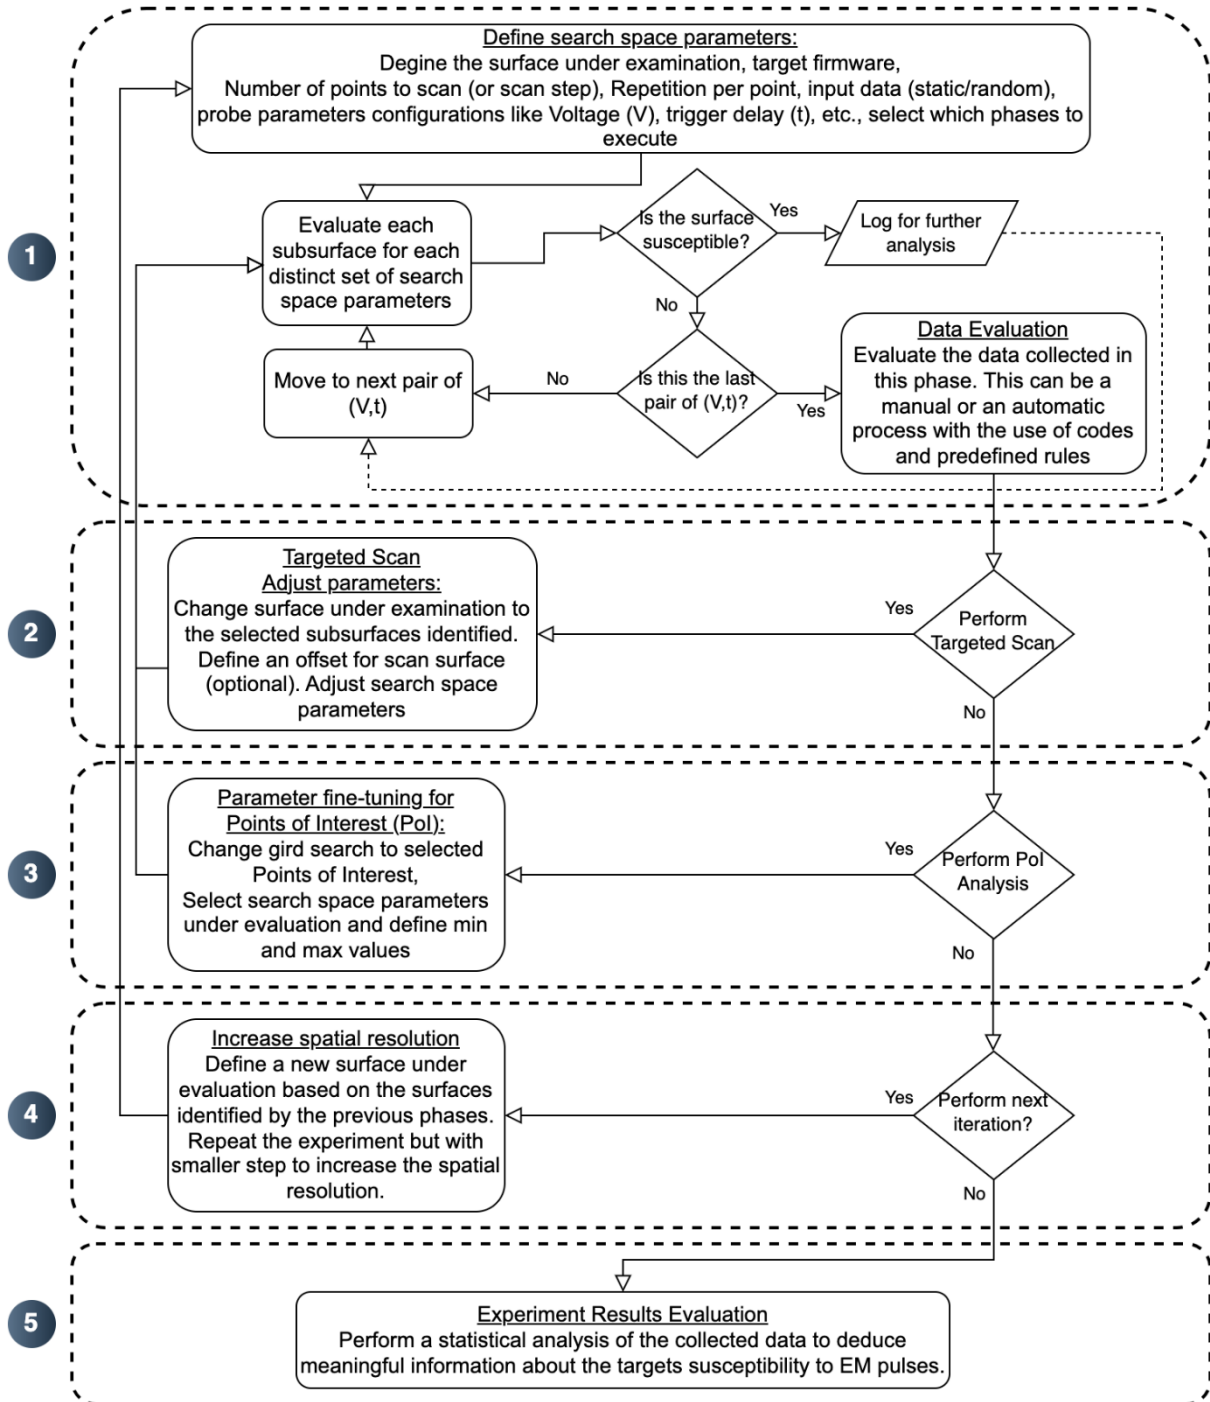 Define search space parameters:
Degine the surface under examination, target firmware,
Number of points to scan (or scan step), Repetition per point, input data (static/random),
probe parameters configurations like Voltage (V), trigger delay (t), etc., select which phases to
execute
1
Evaluate each
subsurface for each
distinct set of search
space parameters
Is the surface
susceptible?
Yes
Log for further
analysis
No
Move to next pair of
(V,t)
No
Is this the last
pair of (V,t)?
Yes
Data Evaluation
Evaluate the data collected in
this phase. This can be a
manual or an automatic
process with the use of codes
and predefined rules
2
Targeted Scan
Adjust parameters:
Change surface under examination to
the selected subsurfaces identified.
Define an offset for scan surface
(optional). Adjust search space
parameters
Yes
Perform
Targeted Scan
No
3
Parameter fine-tuning for
Points of Interest (PoI):
Change gird search to selected
Points of Interest,
Select search space parameters
under evaluation and define min
and max values
Yes
Perform PoI
Analysis
No
4
Increase spatial resolution
Define a new surface under
evaluation based on the surfaces
identified by the previous phases.
Repeat the experiment but with
smaller step to increase the spatial
resolution.
Yes
Perform next
iteration?
No
5
Experiment Results Evaluation
Perform a statistical analysis of the collected data to deduce
meaningful information about the targets susceptibility to EM pulses.